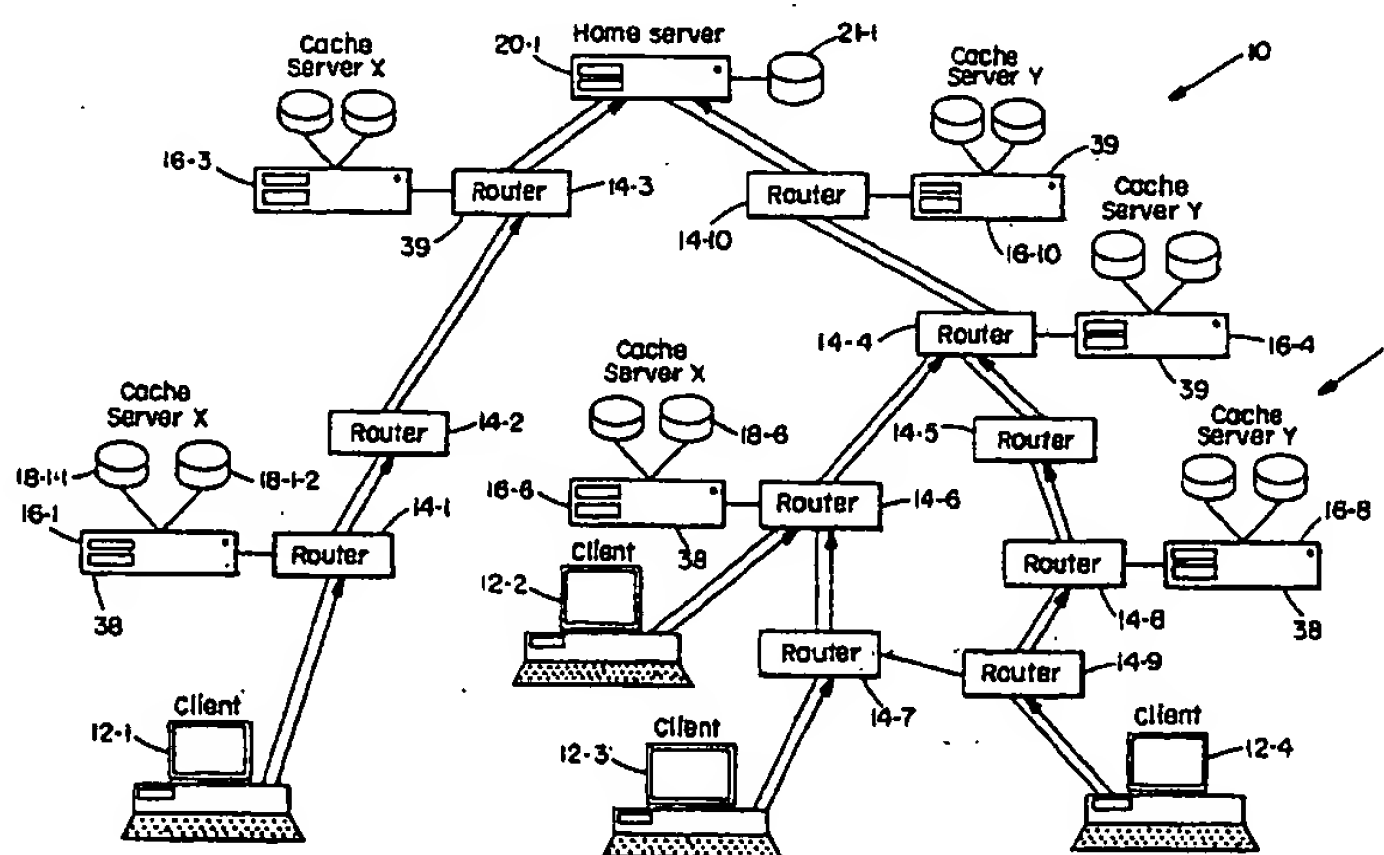 Cache
Server X
20-1
Home server
21-1
Cache
Server Y
10
16-3
Router
14-3
39
Router
14-10
39
16-10
Cache
Server Y
14-4
Router
16-4
39
Cache
Server X
18-6
Cache
Server X
18-1-1
18-1-2
16-1
38
Router
14-2
Router
14-1
14-5
Router
Cache
Server Y
16-6
38
Router
14-6
16-8
38
Router
14-8
Client
12-2
Router
14-7
Router
14-9
Client
12-1
Client
12-3
Client
12-4